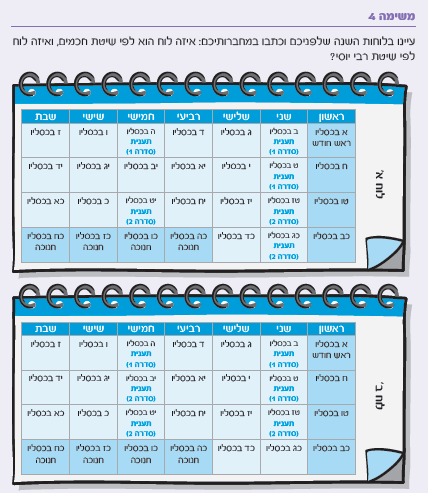 משימה 4
עיינו בלוחות השנה שלפניכם וכתבו במחברותיכם: איזה לוח הוא לפי שיטת חכמים, ואיזה לוח
לפי שיטת רבי יוסי?
לוח א'
ראשון שני שלישי רביעי חמישי שישי שבת
א בכסליו ב בכסליו ג בכסליו ד בכסליו ה בכסליו ו בכסליו ז בכסליו
ראש חודש תענית תענית
(סדרה 1) (סדרה 1)
ח בכסליו ט בכסליו י בכסליו יא בכסליו יב בכסליו יג בכסליו יד בכסליו
תענית
(סדרה 1)
טו בכסליו טז בכסליו יז בכסליו יח בכסליו יט בכסליו כ בכסליו כא בכסליו
תענית תענית
(סדרה 2) (סדרה 2)
כב בכסליו כג בכסליו כד בכסליו כה בכסליו כו בכסליו כז בכסליו כח בכסליו
תענית חנוכה חנוכה חנוכה חנוכה
(סדרה 2)
לוח ב'
ראשון שני שלישי רביעי חמישי שישי שבת
א בכסליו ב בכסליו ג בכסליו ד בכסליו ה בכסליו ו בכסליו ז בכסליו
ראש חודש תענית תענית
(סדרה 1) (סדרה 1)
ח בכסליו ט בכסליו י בכסליו יא בכסליו יב בכסליו יג בכסליו יד בכסליו
תענית תענית
(סדרה 1) (סדרה 2)
טו בכסליו טז בכסליו יז בכסליו יח בכסליו יט בכסליו כ בכסליו כא בכסליו
תענית תענית
(סדרה 2) (סדרה 2)
כב בכסליו כג בכסליו כד בכסליו כה בכסליו כו בכסליו כז בכסליו כח בכסליו
חנוכה חנוכה חנוכה חנוכה